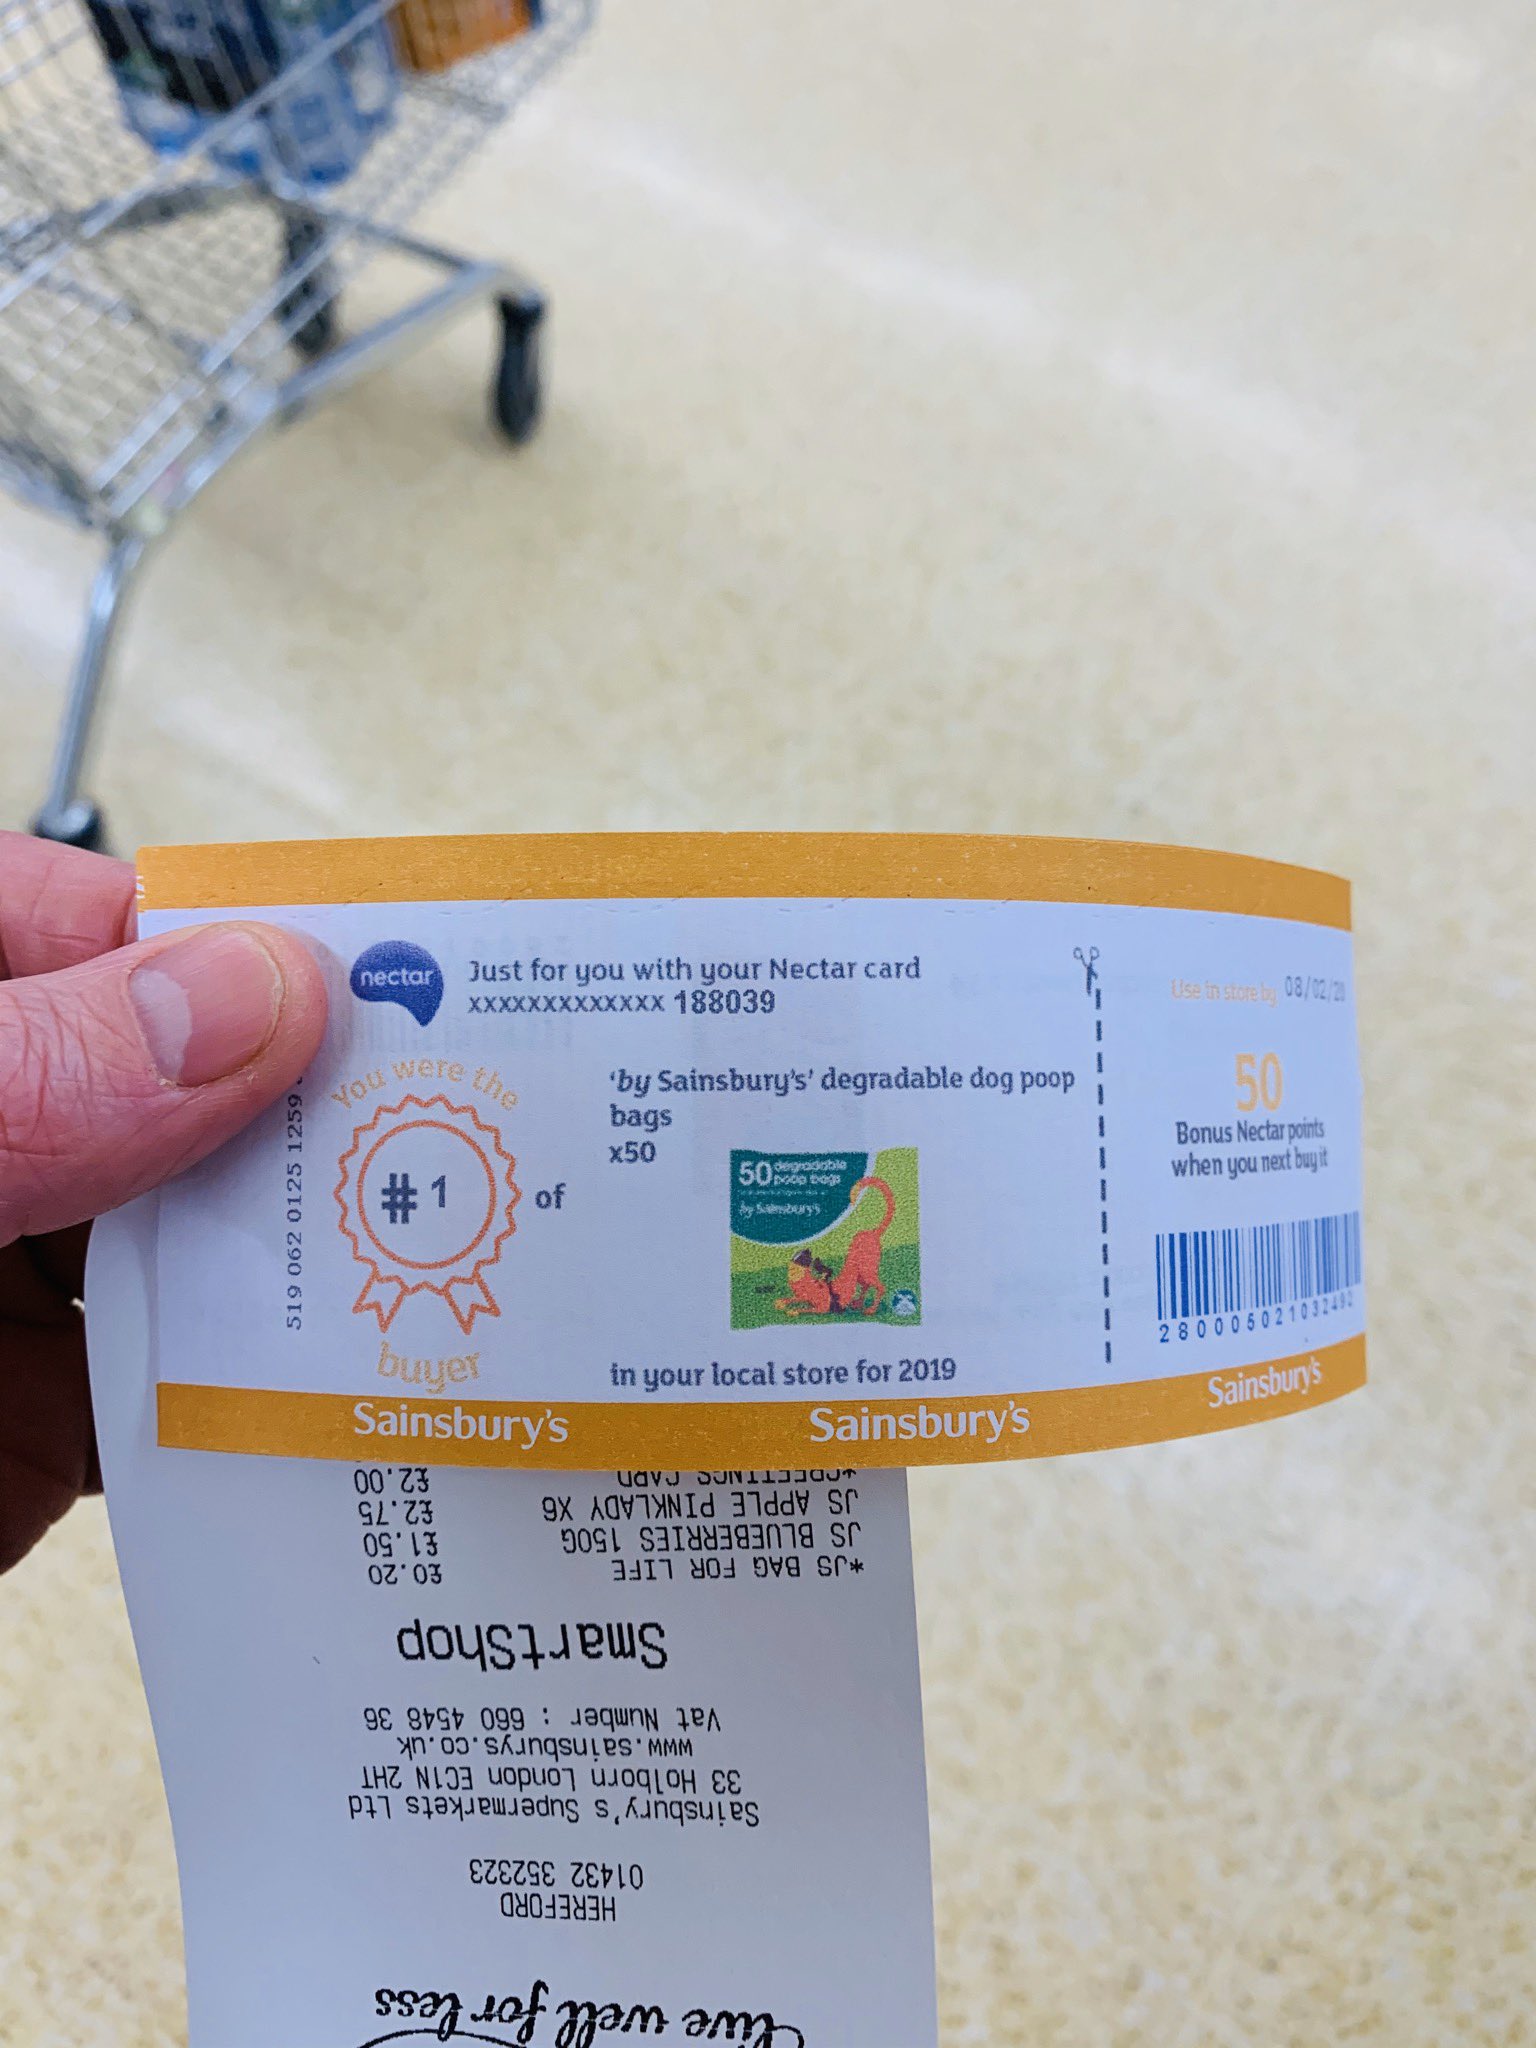 nectar
Just for you with your Nectar card
xxxxxxxxxxxxx 188039
You were the
# 1
buyer
of
'by Sainsbury's' degradable dog poop
bags
x50
50 degradable
poop bags
by Sainsbury's
in your local store for 2019
519 062 0125 1259
Use in store by 08/02/20
50
Bonus Nectar points
when you next buy it
280005021032492
Sainsbury's Sainsbury's Sainsbury's
live well for less
HEREFORD
01432 352323
Sainsbury's Supermarkets Ltd
33 Holborn London EC1N 2HT
www.sainsburys.co.uk
Vat Number : 660 4548 36
SmartShop
*JS BAG FOR LIFE £0.20
JS BLUEBERRIES 150G £1.50
JS APPLE PINKLADY X6 £2.75
*GREETINGS CARD £2.00